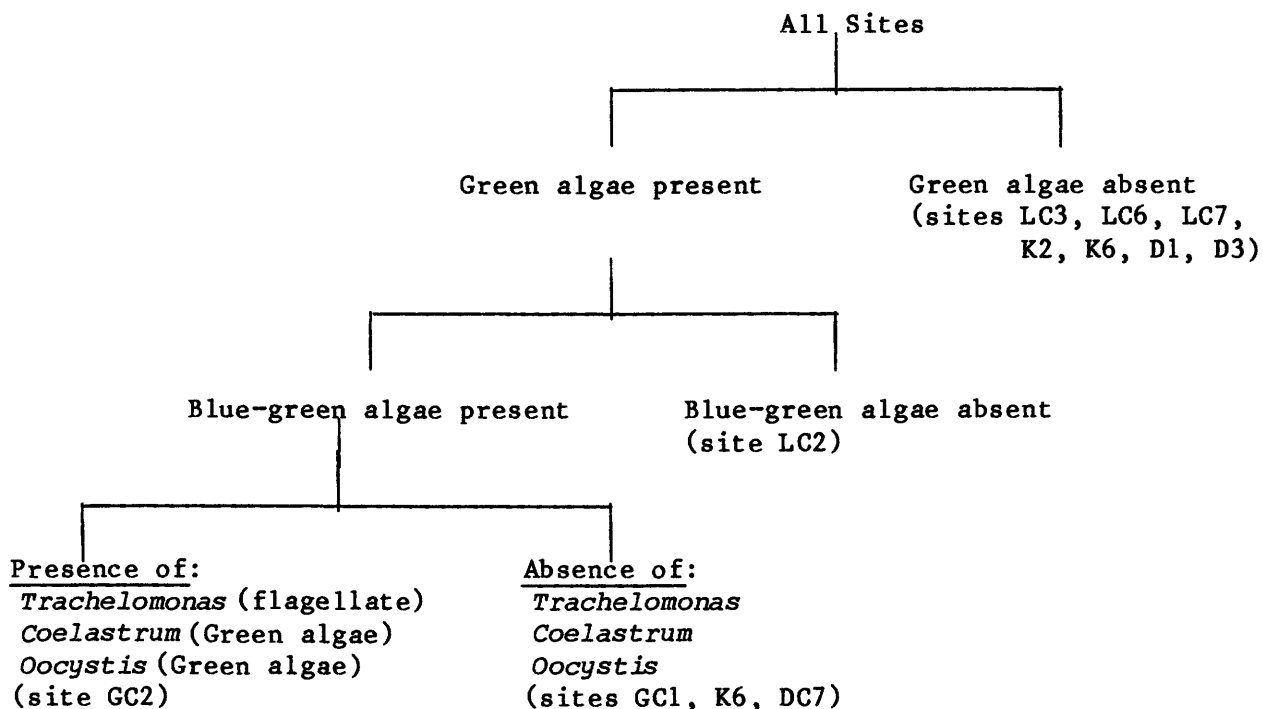 All Sites
Green algae present
Green algae absent
(sites LC3, LC6, LC7,
K2, K6, D1, D3)
Blue-green algae present
Blue-green algae absent
(site LC2)
Presence of:
Trachelomonas (flagellate)
Coelastrum (Green algae)
Oocystis (Green algae)
(site GC2)
Absence of:
Trachelomonas
Coelastrum
Oocystis
(sites GC1, K6, DC7)